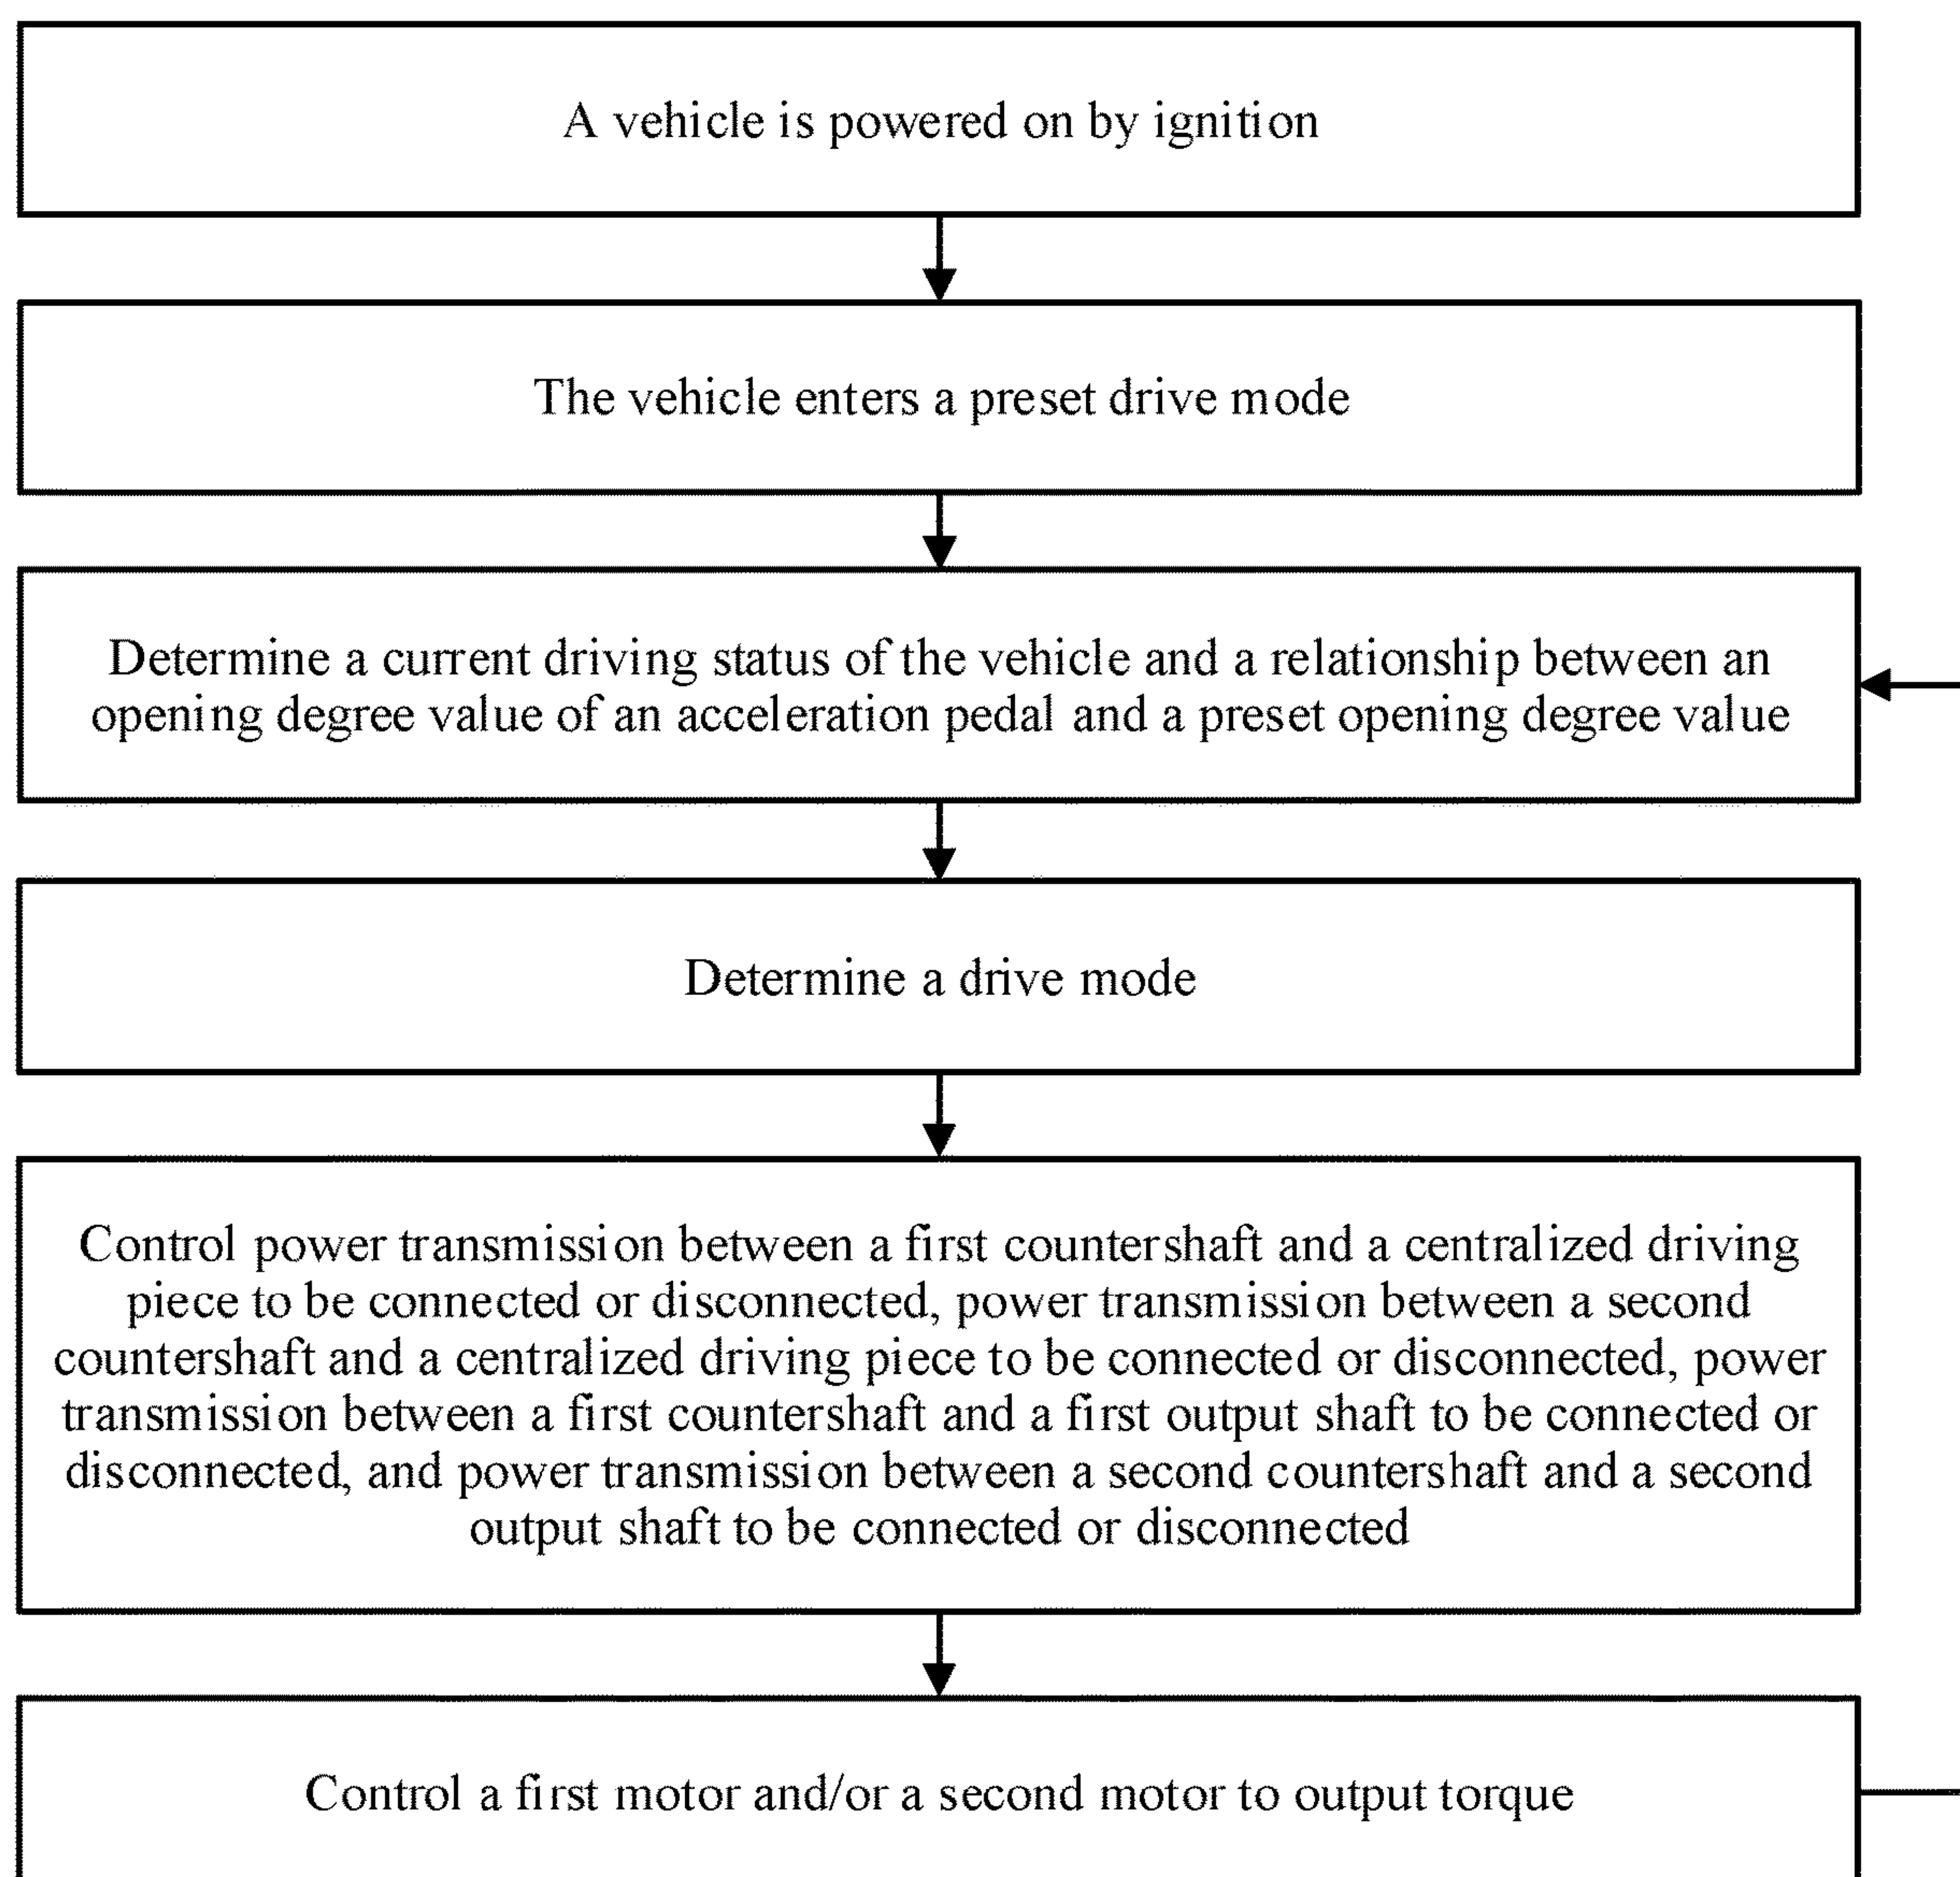 A vehicle is powered on by ignition
The vehicle enters a preset drive mode
Determine a current driving status of the vehicle and a relationship between an
opening degree value of an acceleration pedal and a preset opening degree value
Determine a drive mode
Control power transmission between a first countershaft and a centralized driving
piece to be connected or disconnected, power transmission between a second
countershaft and a centralized driving piece to be connected or disconnected, power
transmission between a first countershaft and a first output shaft to be connected or
disconnected, and power transmission between a second countershaft and a second
output shaft to be connected or disconnected
Control a first motor and/or a second motor to output torque